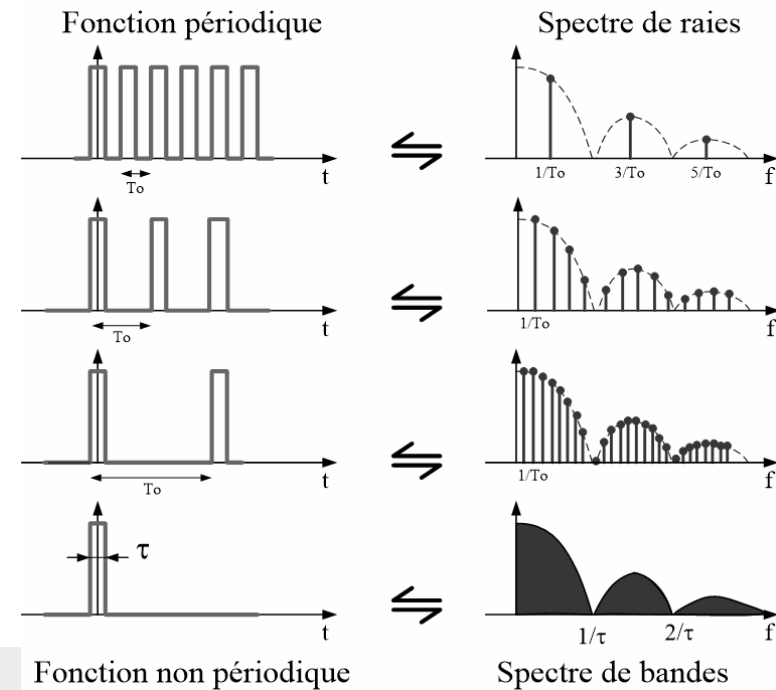 Fonction périodique
Spectre de raies
To
t
1/To
3/To
5/To
f
To
t
1/To
f
To
t
1/To
f
τ
t
1/τ
2/τ
f
Fonction non périodique
Spectre de bandes